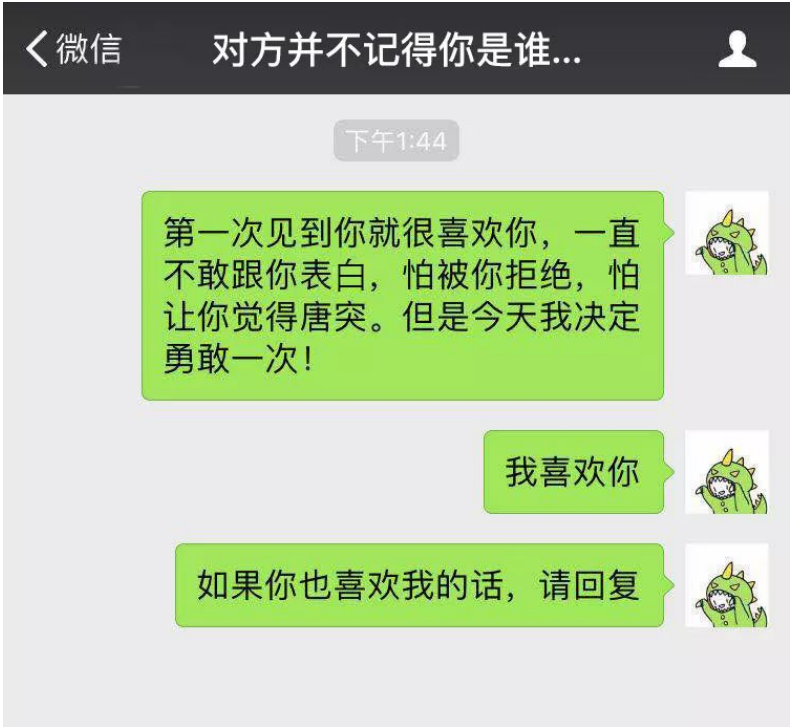 微信
对方并不记得你是谁...
下午1:44
第一次见到你就很喜欢你，一直
不敢跟你表白，怕被你拒绝，怕
让你觉得唐突。但是今天我决定
勇敢一次！
我喜欢你
如果你也喜欢我的话，请回复